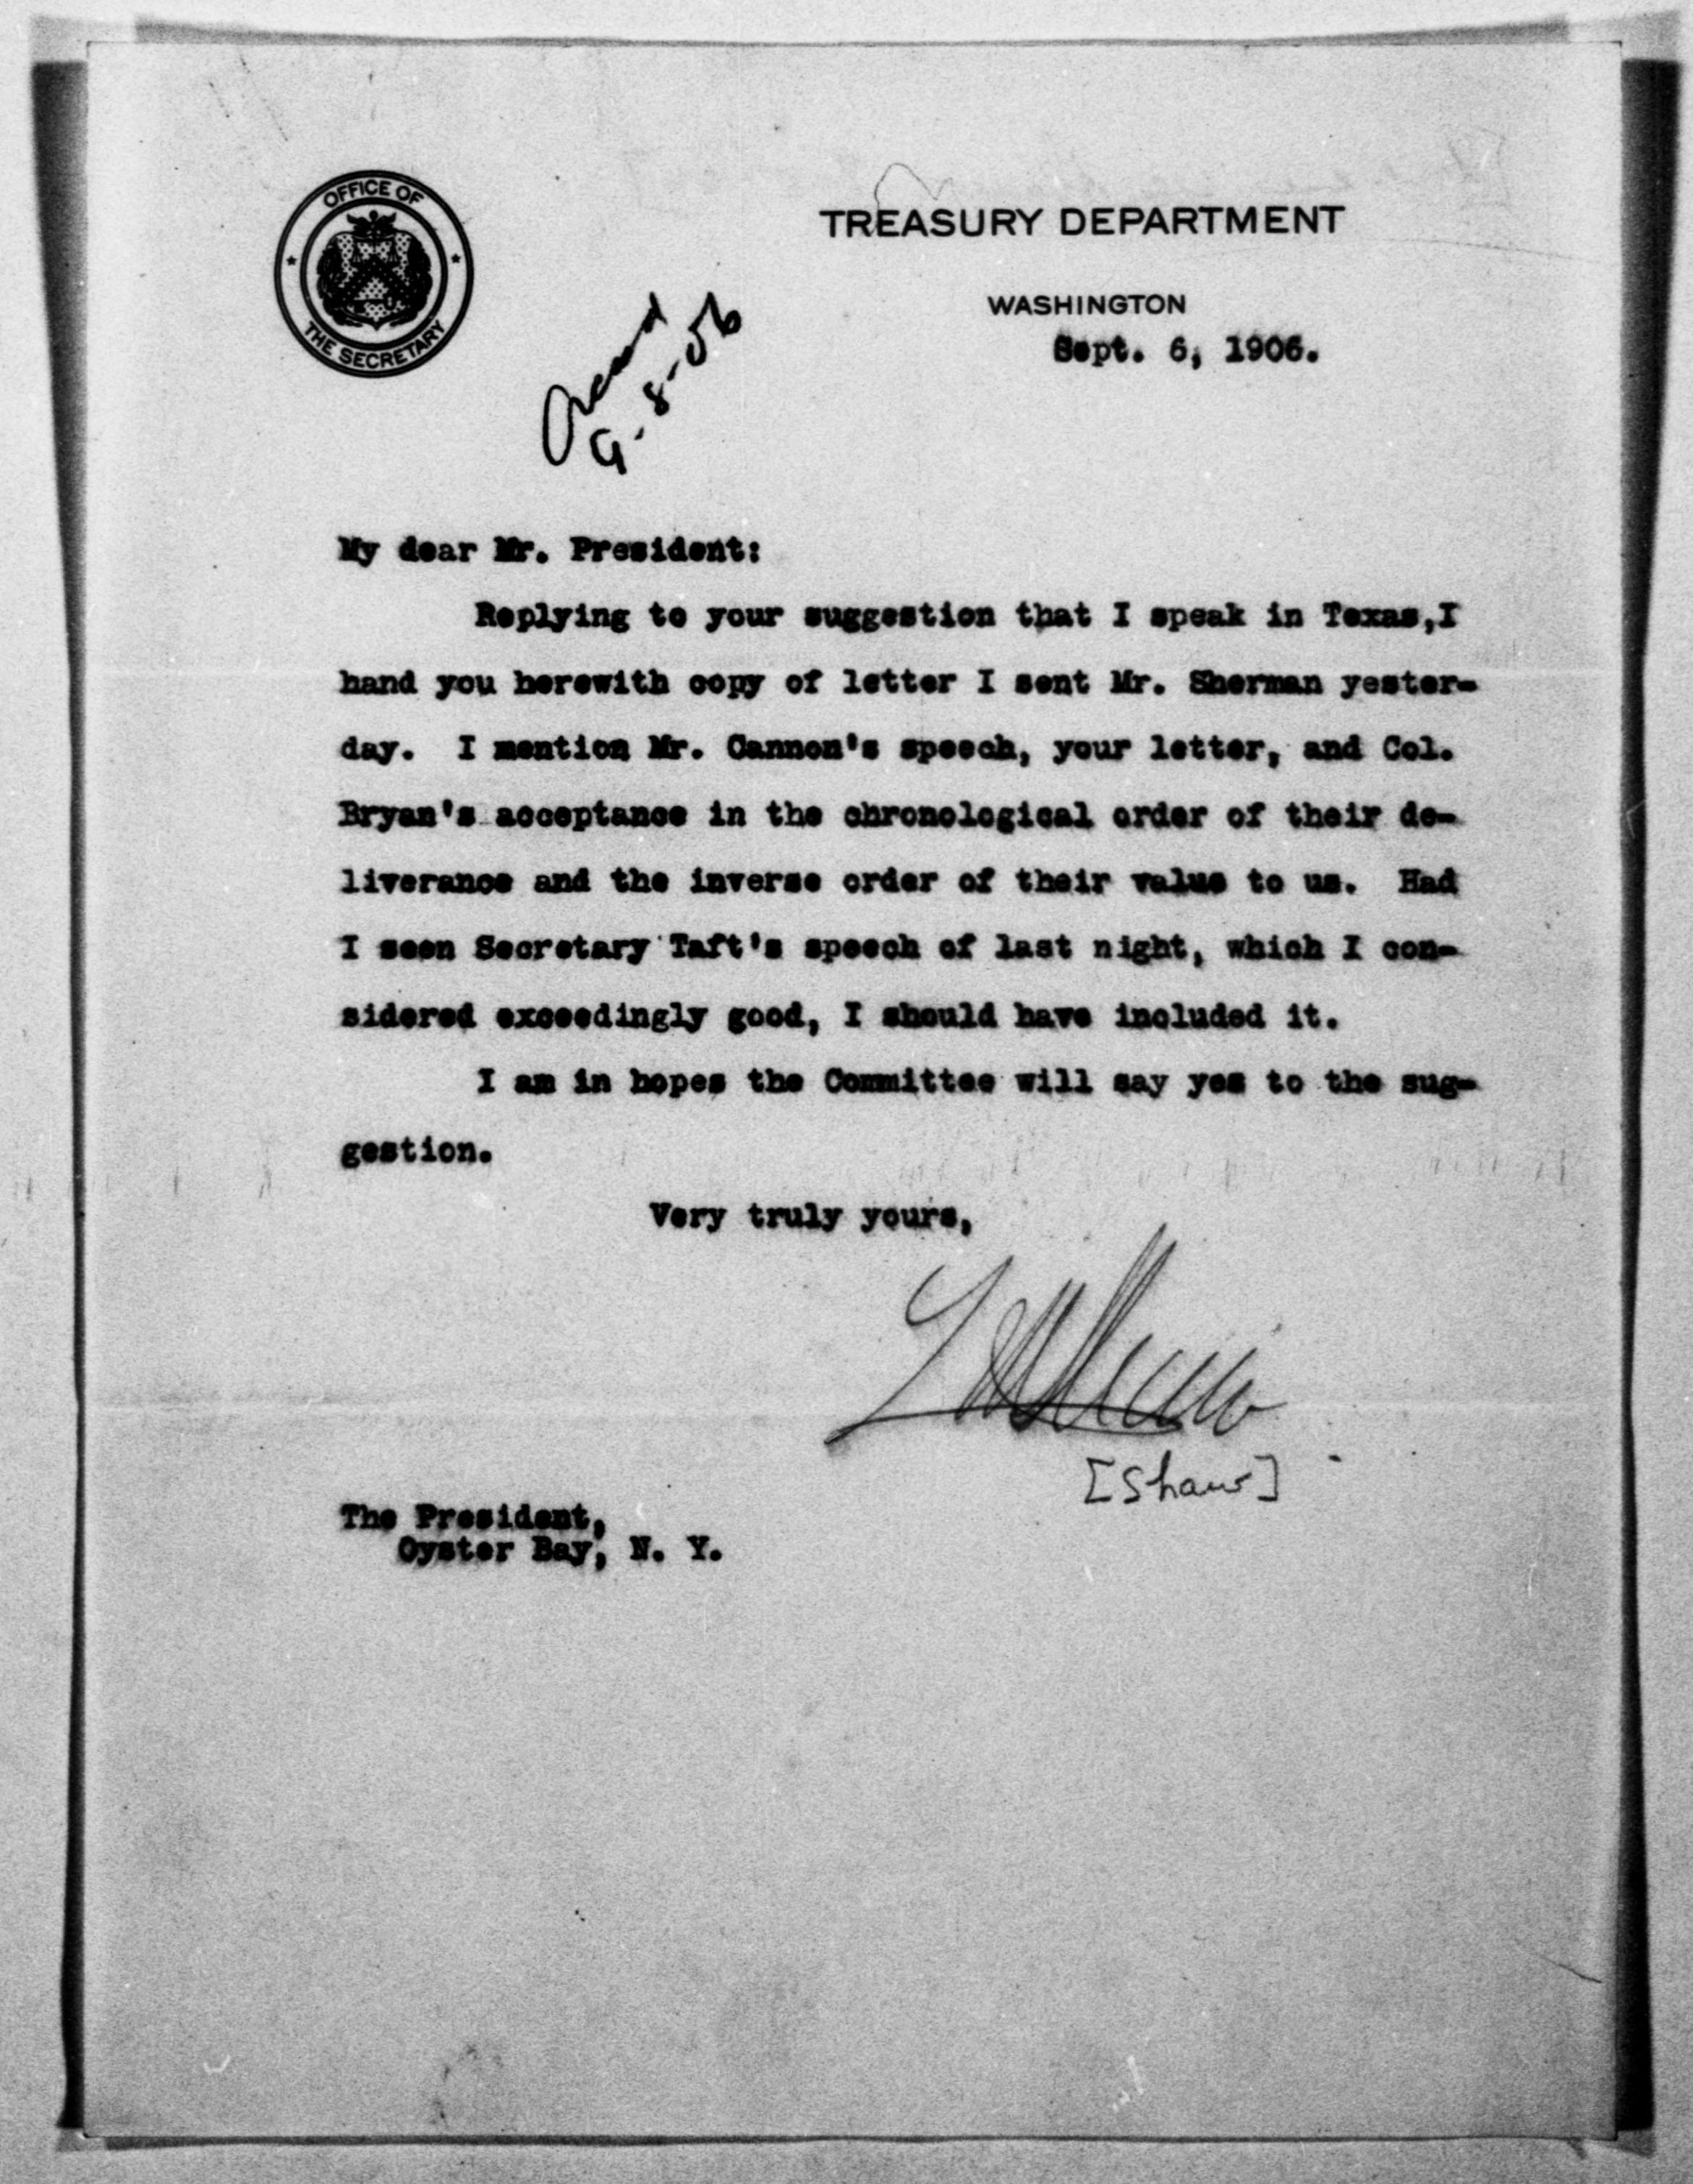 OFFICE OF
THE SECRETARY
TREASURY DEPARTMENT
WASHINGTON
Sept. 6, 1906.
9-8-06
My dear Mr. President:
Replying to your suggestion that I speak in Texas,I
hand you herewith copy of letter I sent Mr. Sherman yester-
day. I mention Mr. Cannon's speech, your letter, and Col.
Bryan's acceptance in the chronological order of their de-
liverance and the inverse order of their value to us. Had
I seen Secretary Taft's speech of last night, which I con-
sidered exceedingly good, I should have included it.
I am in hopes the Committee will say yes to the sug-
gestion.
Very truly yours,
[Shaw]
The President,
Oyster Bay, N. Y.